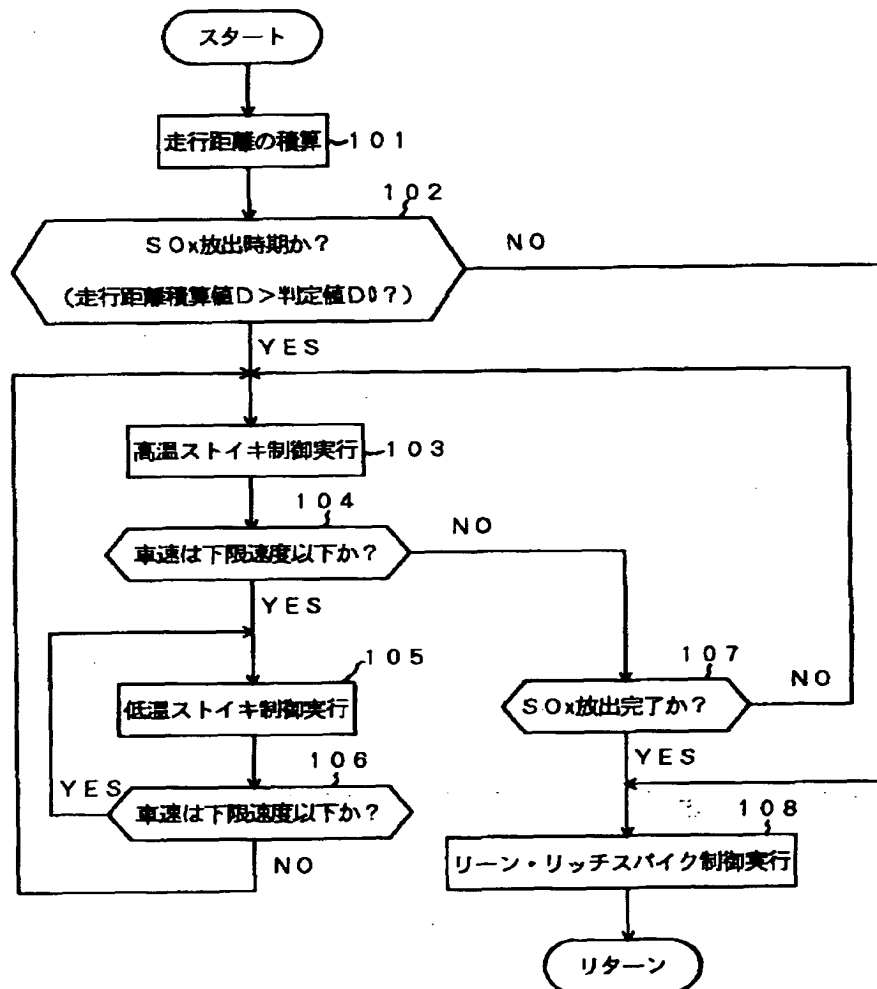 スタート
走行距離の積算
101
102
SOx放出時期か?
(走行距離積算値D>判定値D0?)
NO
YES
高温ストイキ制御実行
103
104
車速は下限速度以下か?
NO
YES
105
低温ストイキ制御実行
106
車速は下限速度以下か?
YES
NO
107
SOx放出完了か?
NO
YES
108
リーン・リッチスパイク制御実行
リターン